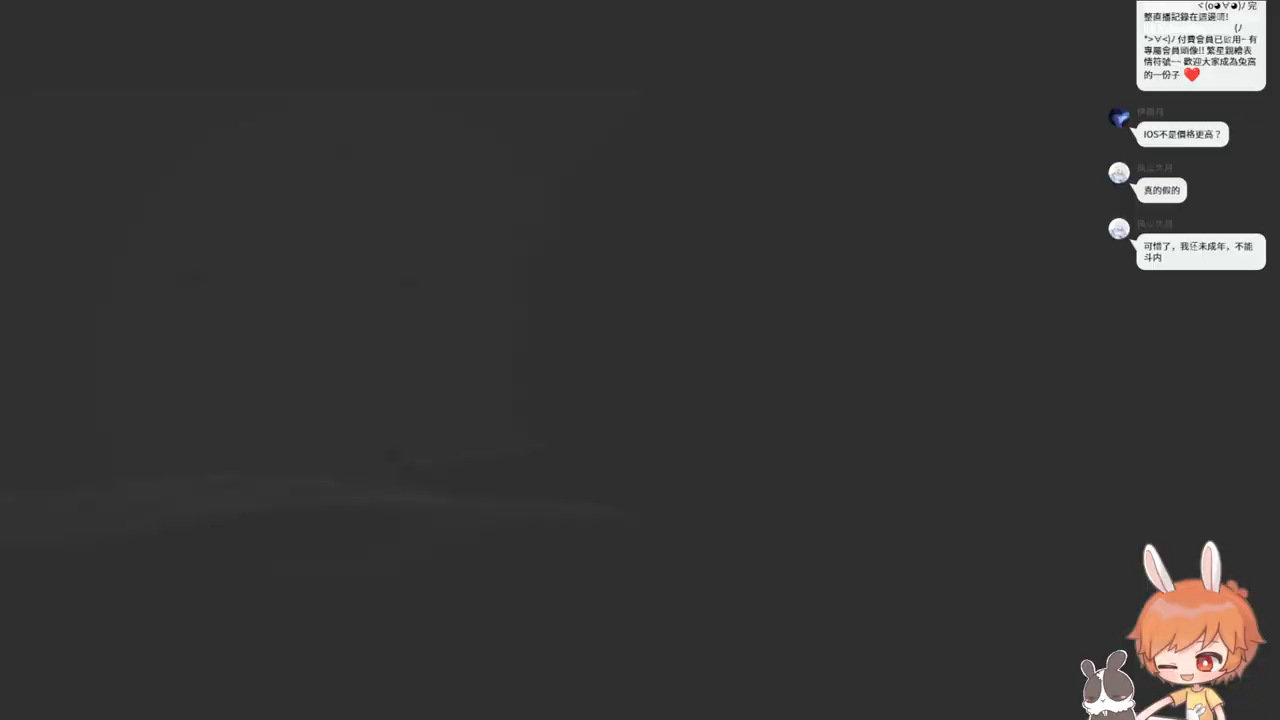 ヾ(o◕∀◕)ﾉ 完
整直播記錄在這邊唷!
(ﾉ
*>∀<)ﾉ 付費會員已啟用~ 有
專屬會員頭像!! 繁星親繪表
情符號~~ 歡迎大家成為兔窩
的一份子 ❤️
IOS不是價格更高？
真的假的
可惜了，我还未成年，不能
斗内